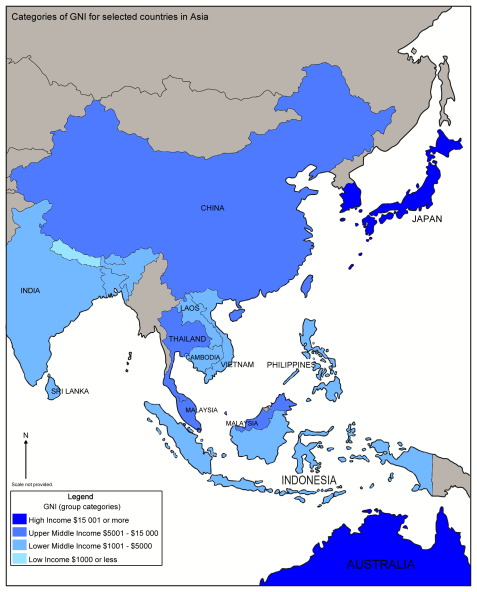 Categories of GNI for selected countries in Asia
CHINA
JAPAN
INDIA
LAOS
THAILAND
CAMBODIA
VIETNAM
PHILIPPINES
SRI LANKA
MALAYSIA
MALAYSIA
N
INDONESIA
Scale not provided.
Legend
GNI (group categories)
High Income $15 001 or more
Upper Middle Income $5001 - $15 000
Lower Middle Income $1001 - $5000
Low Income $1000 or less
AUSTRALIA